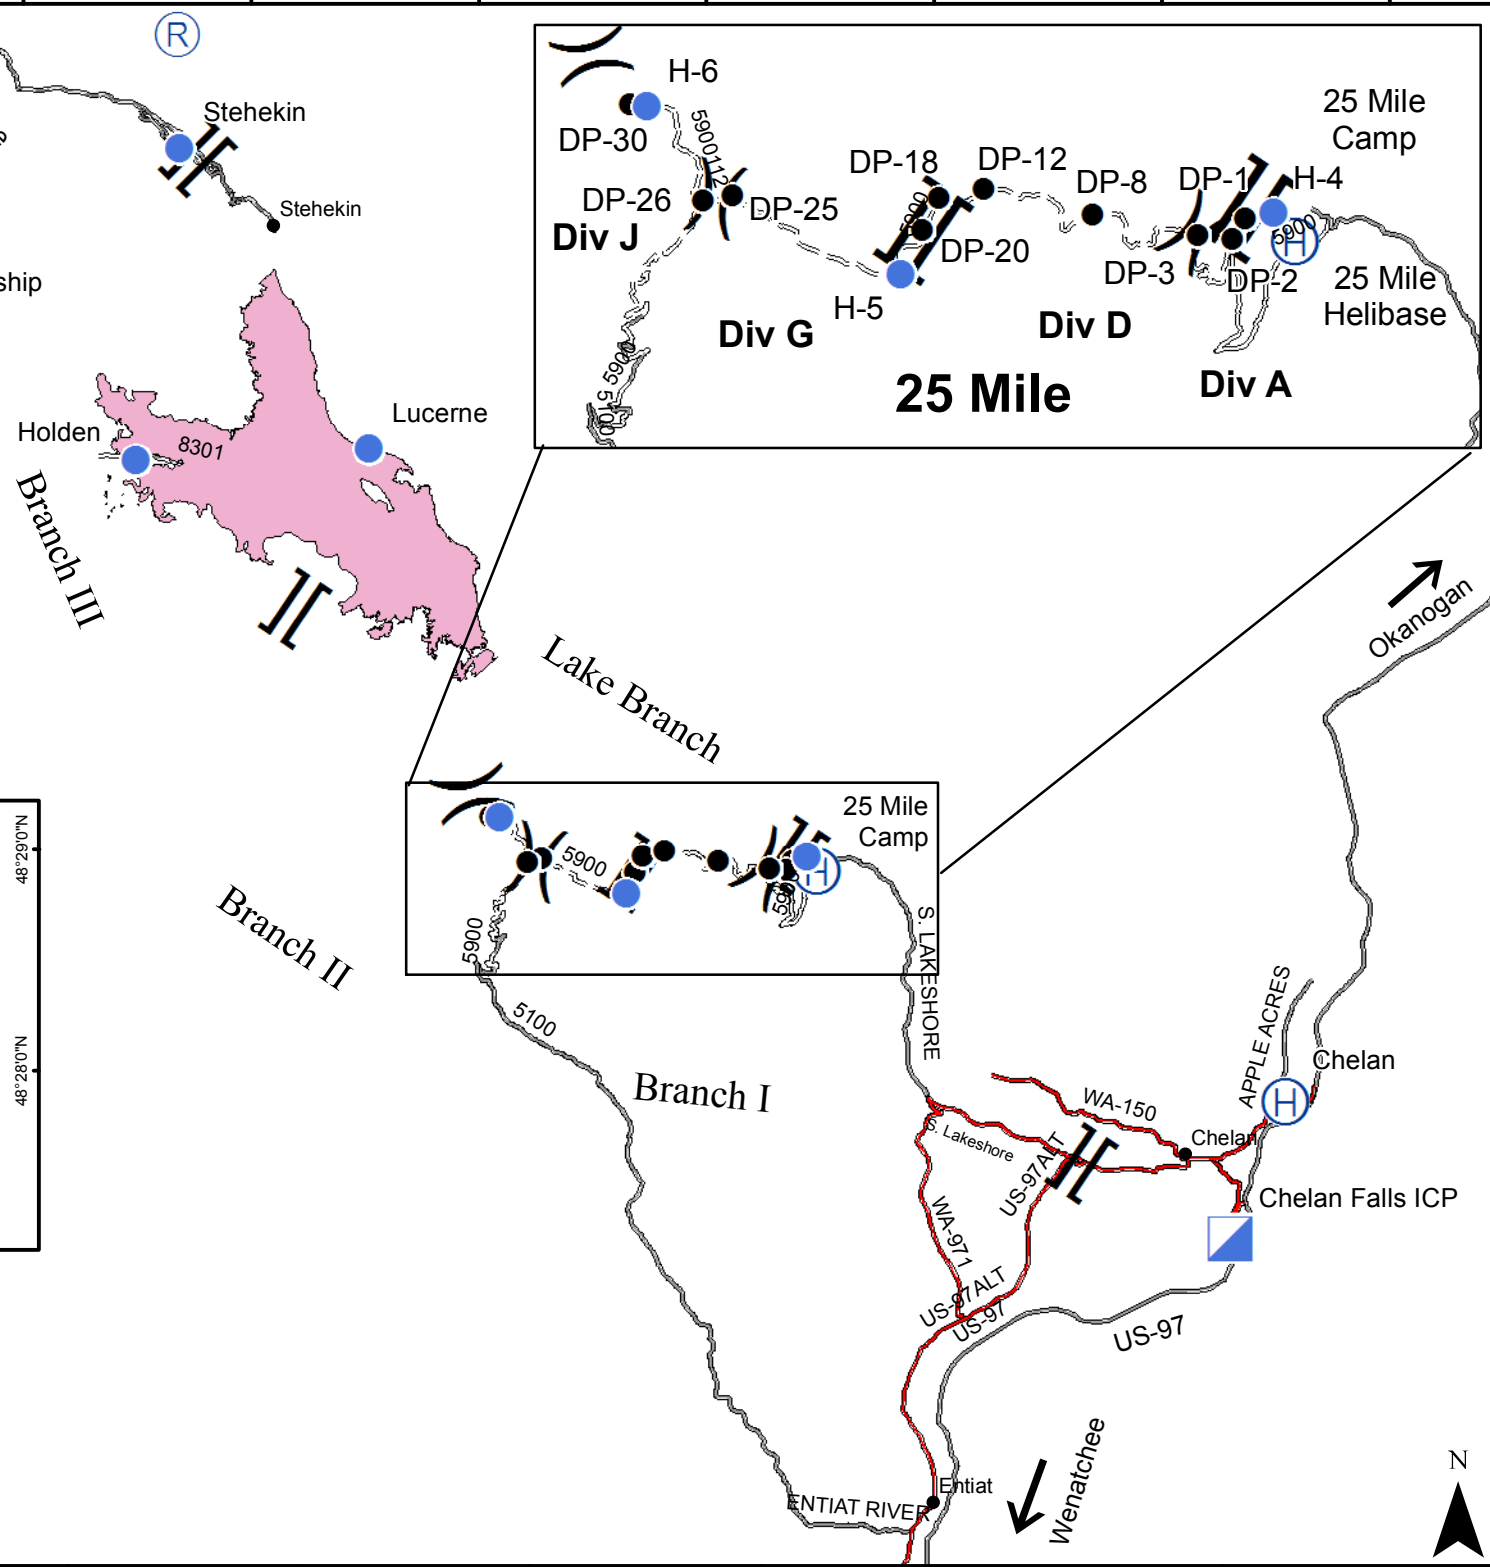 R
Stehekin
Stehekin
ship
Holden
8301
Lucerne
Branch III
H-6
DP-30
5900112
DP-26
DP-25
Div J
DP-18
DP-12
5900
DP-20
H-5
DP-8
DP-1
H-4
25 Mile
Camp
5900
H
DP-3
DP-2
25 Mile
Helibase
Div G
Div D
Div A
25 Mile
5900
5100
Okanogan
Lake Branch
25 Mile
Camp
5900
H
5900
S. LAKESHORE
48°29'0"N
Branch II
5100
48°28'0"N
Branch I
APPLE ACRES
Chelan
H
WA-150
S. Lakeshore
US-97ALT
Chelan
Chelan Falls ICP
WA-971
US-97ALT
US-97
US-97
Wenatchee
N
Entiat
ENTIAT RIVER